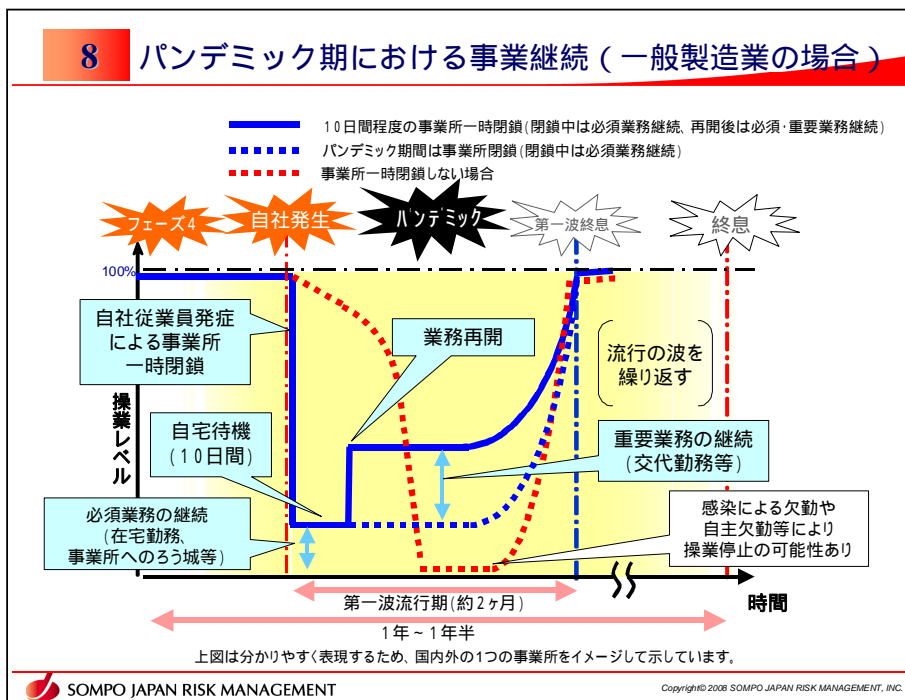 8 パンデミック期における事業継続(一般製造業の場合)
10日間程度の事業所一時閉鎖(閉鎖中は必須業務継続、再開後は必須・重要業務継続)
パンデミック期間は事業所閉鎖(閉鎖中は必須業務継続)
事業所一時閉鎖しない場合
フェーズ4
自社発生
パンデミック
第一波終息
終息
100%
自社従業員発症
による事業所
一時閉鎖
業務再開
流行の波を
繰り返す
操業レベル
自宅待機
(10日間)
重要業務の継続
(交代勤務等)
必須業務の継続
(在宅勤務、
事業所へのろう城等)
感染による欠勤や
自主欠勤等により
操業停止の可能性あり
時間
第一波流行期(約2ヶ月)
1年~1年半
上図は分かりやすく表現するため、国内外の1つの事業所をイメージして示しています。
SOMPO JAPAN RISK MANAGEMENT
Copyright© 2008 SOMPO JAPAN RISK MANAGEMENT, INC.